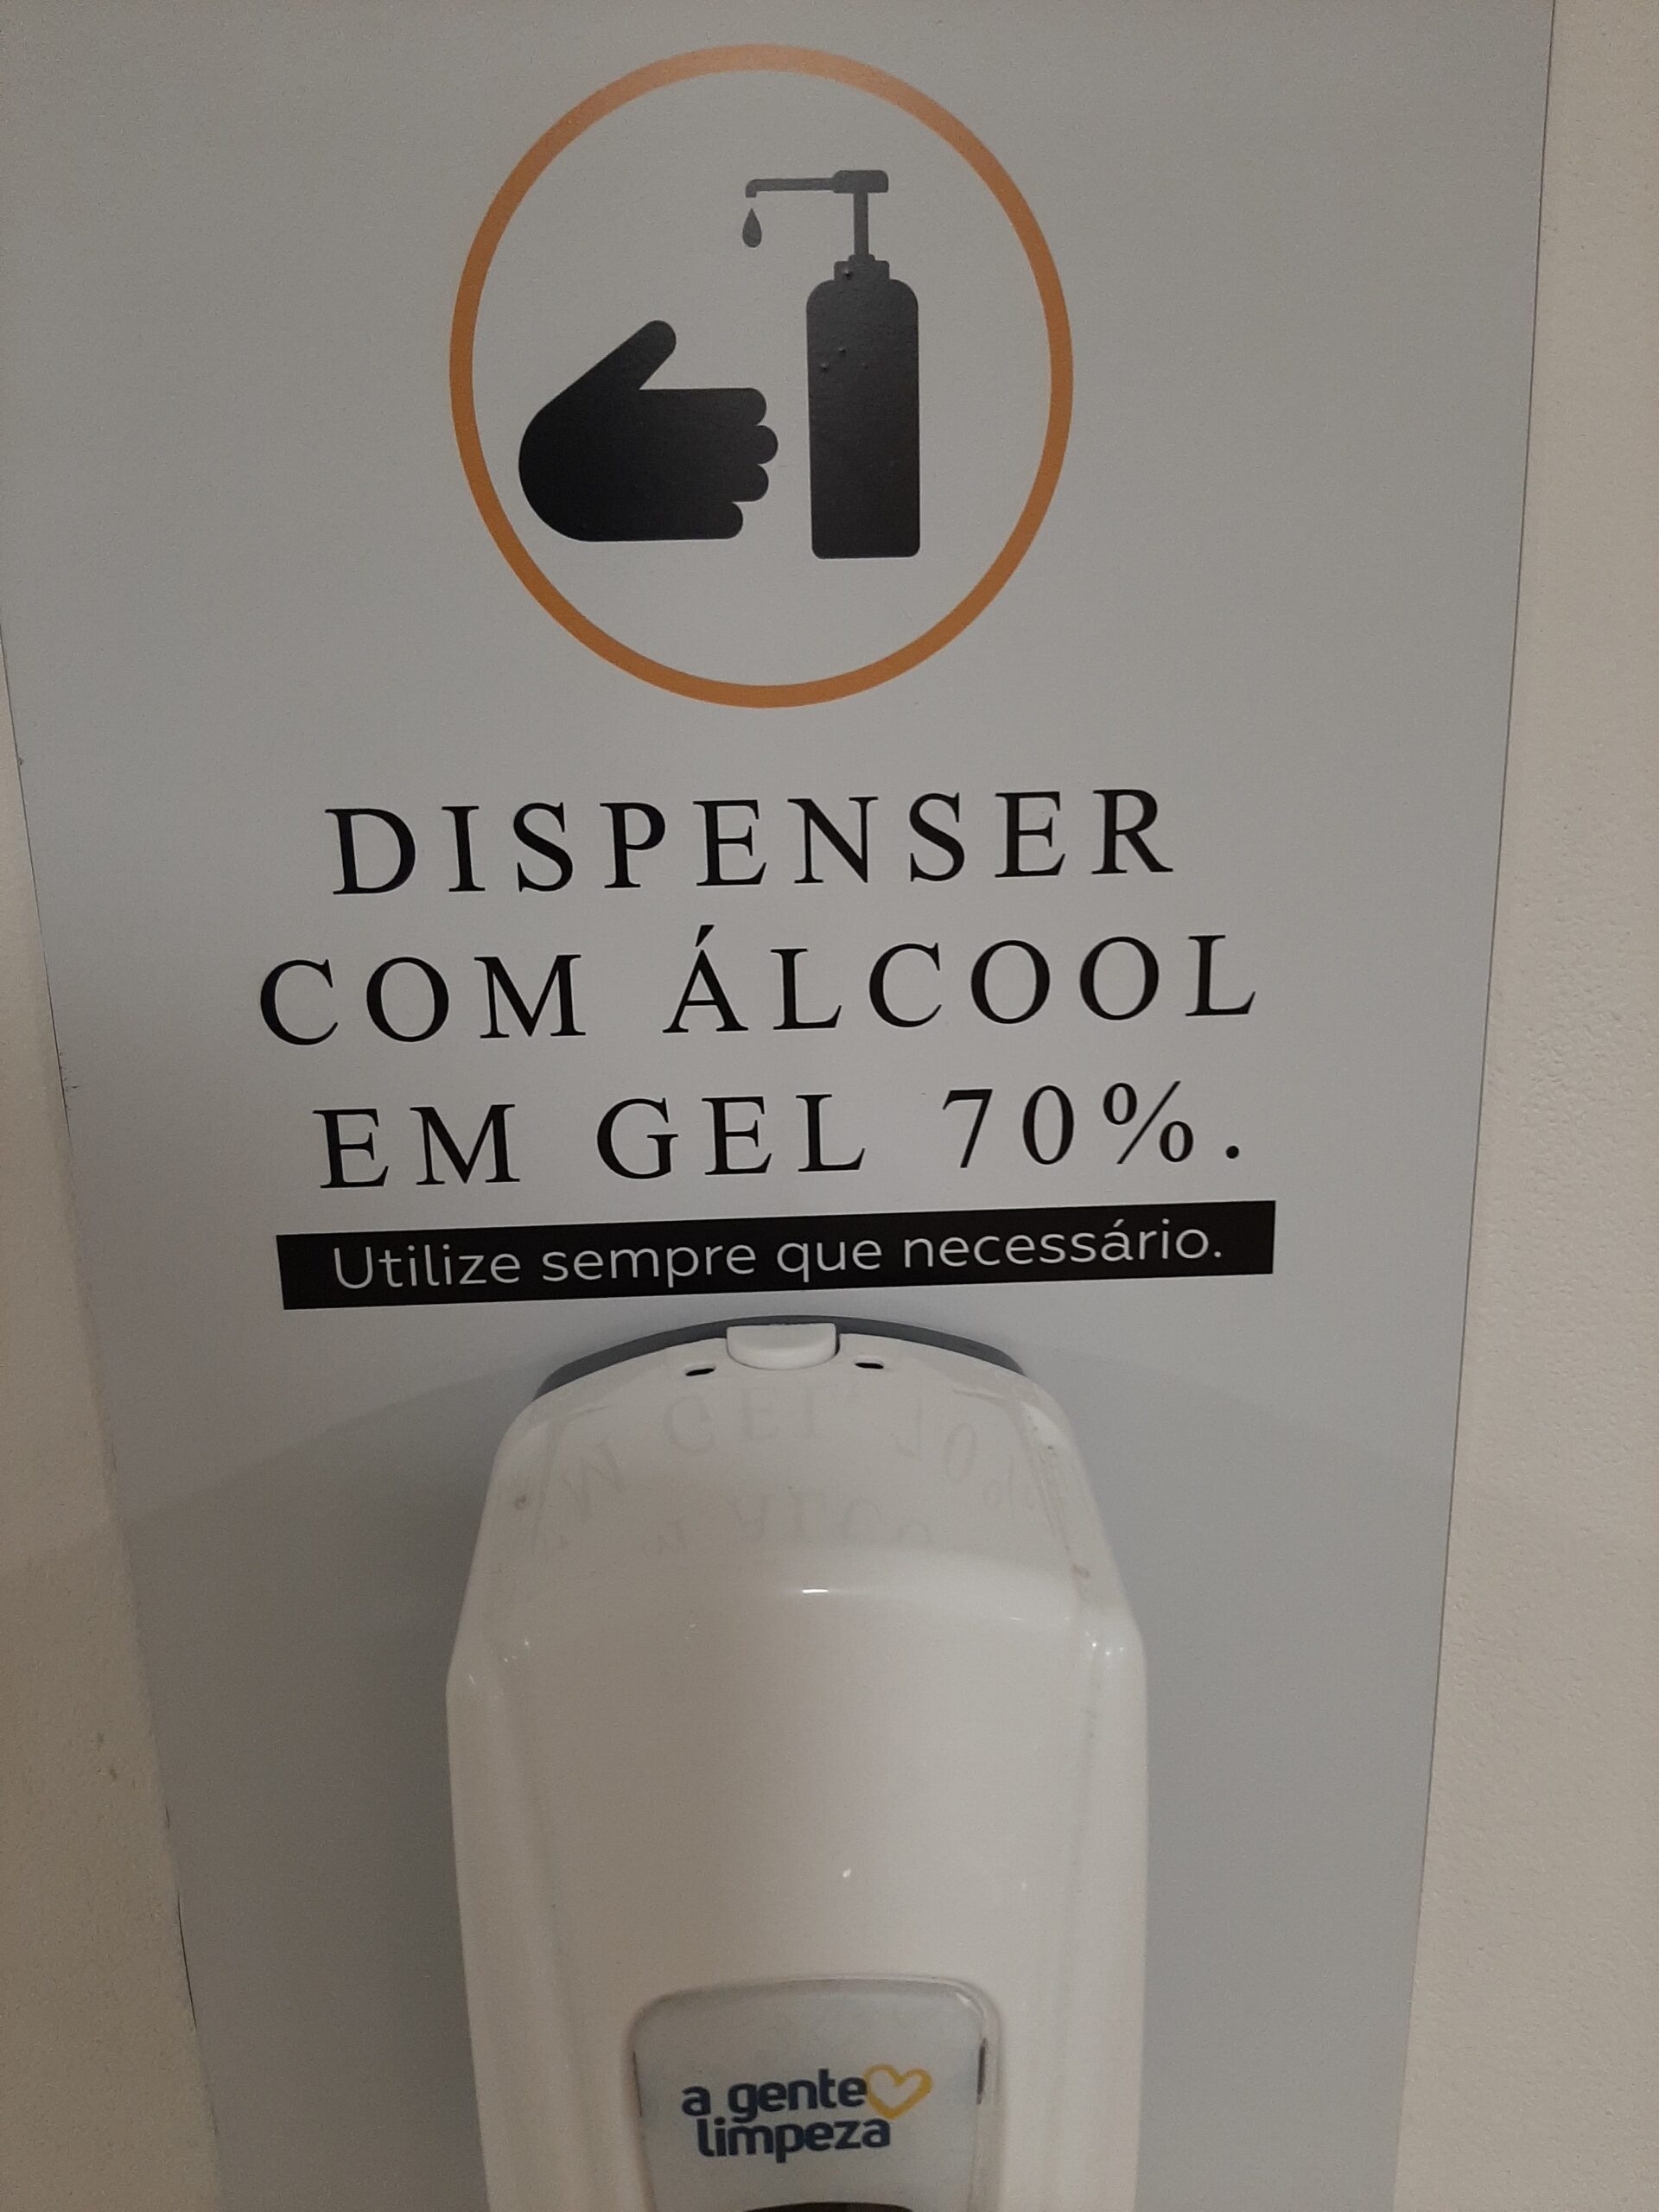 DISPENSER
COM ÁLCOOL
EM GEL 70%.
Utilize sempre que necessário.
a gente
limpeza